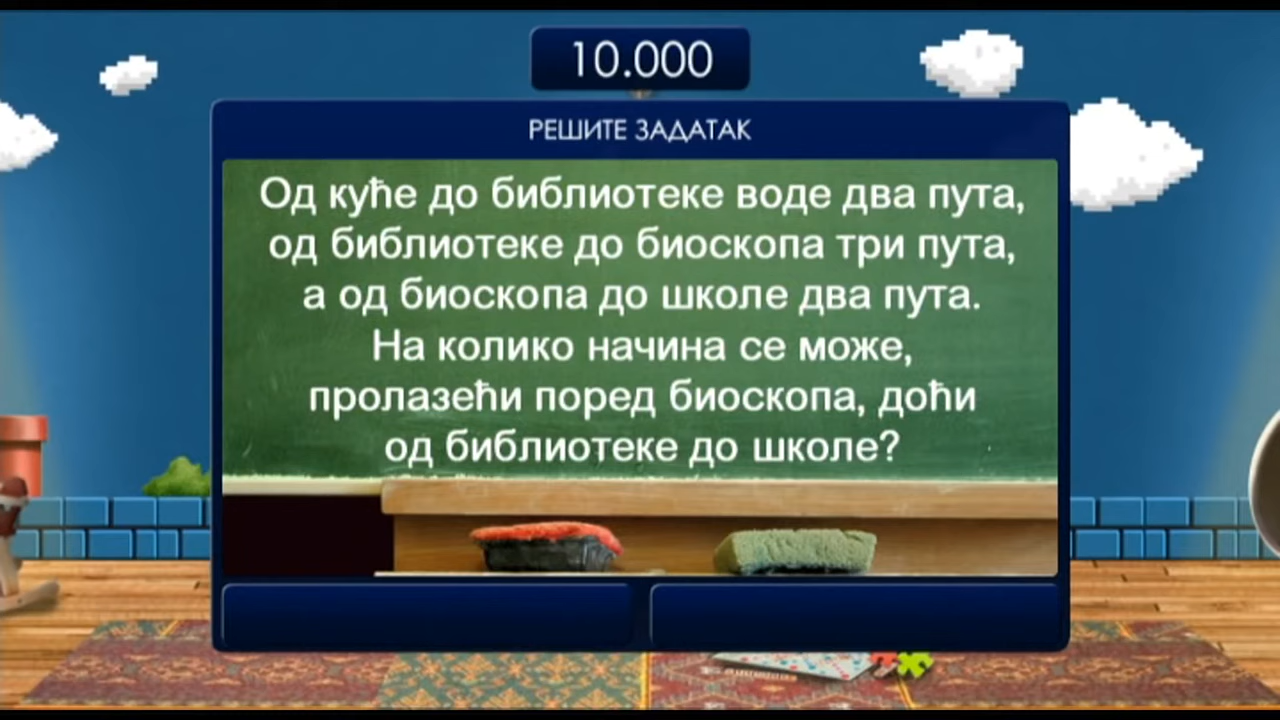 10.000
РЕШИТЕ ЗАДАТАК
Од куће до библиотеке воде два пута,
од библиотеке до биоскопа три пута,
а од биоскопа до школе два пута.
На колико начина се може,
пролазећи поред биоскопа, доћи
од библиотеке до школе?